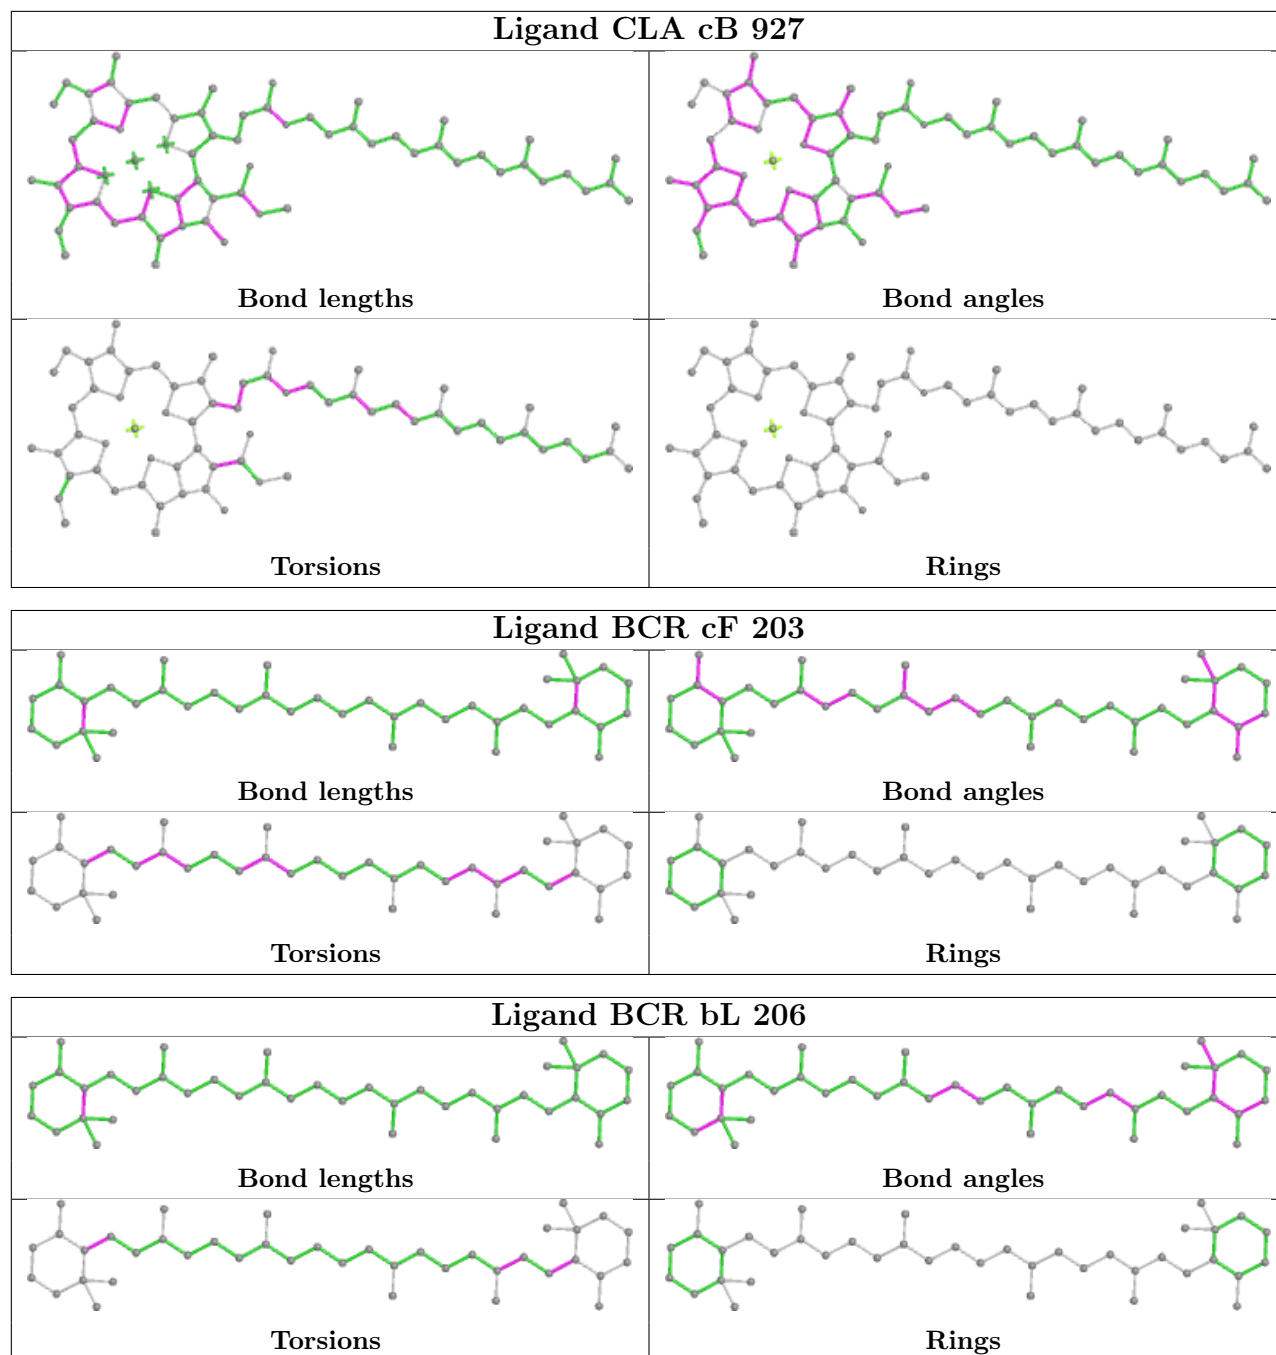 Ligand CLA cB 927
Bond lengths
Bond angles
Torsions
Rings
Ligand BCR cF 203
Bond lengths
Bond angles
Torsions
Rings
Ligand BCR bL 206
Bond lengths
Bond angles
Torsions
Rings